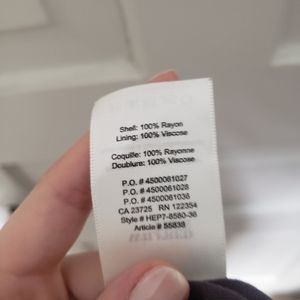 Shell: 100% Rayon
Lining: 100% Viscose
Coquille: 100% Rayonne
Doublure: 100% Viscose
P.O. # 4500061027
P.O. # 4500061028
P.O. # 4500061036
CA 23725 RN 122354
Style # HEP7-8580-36
Article # 55838